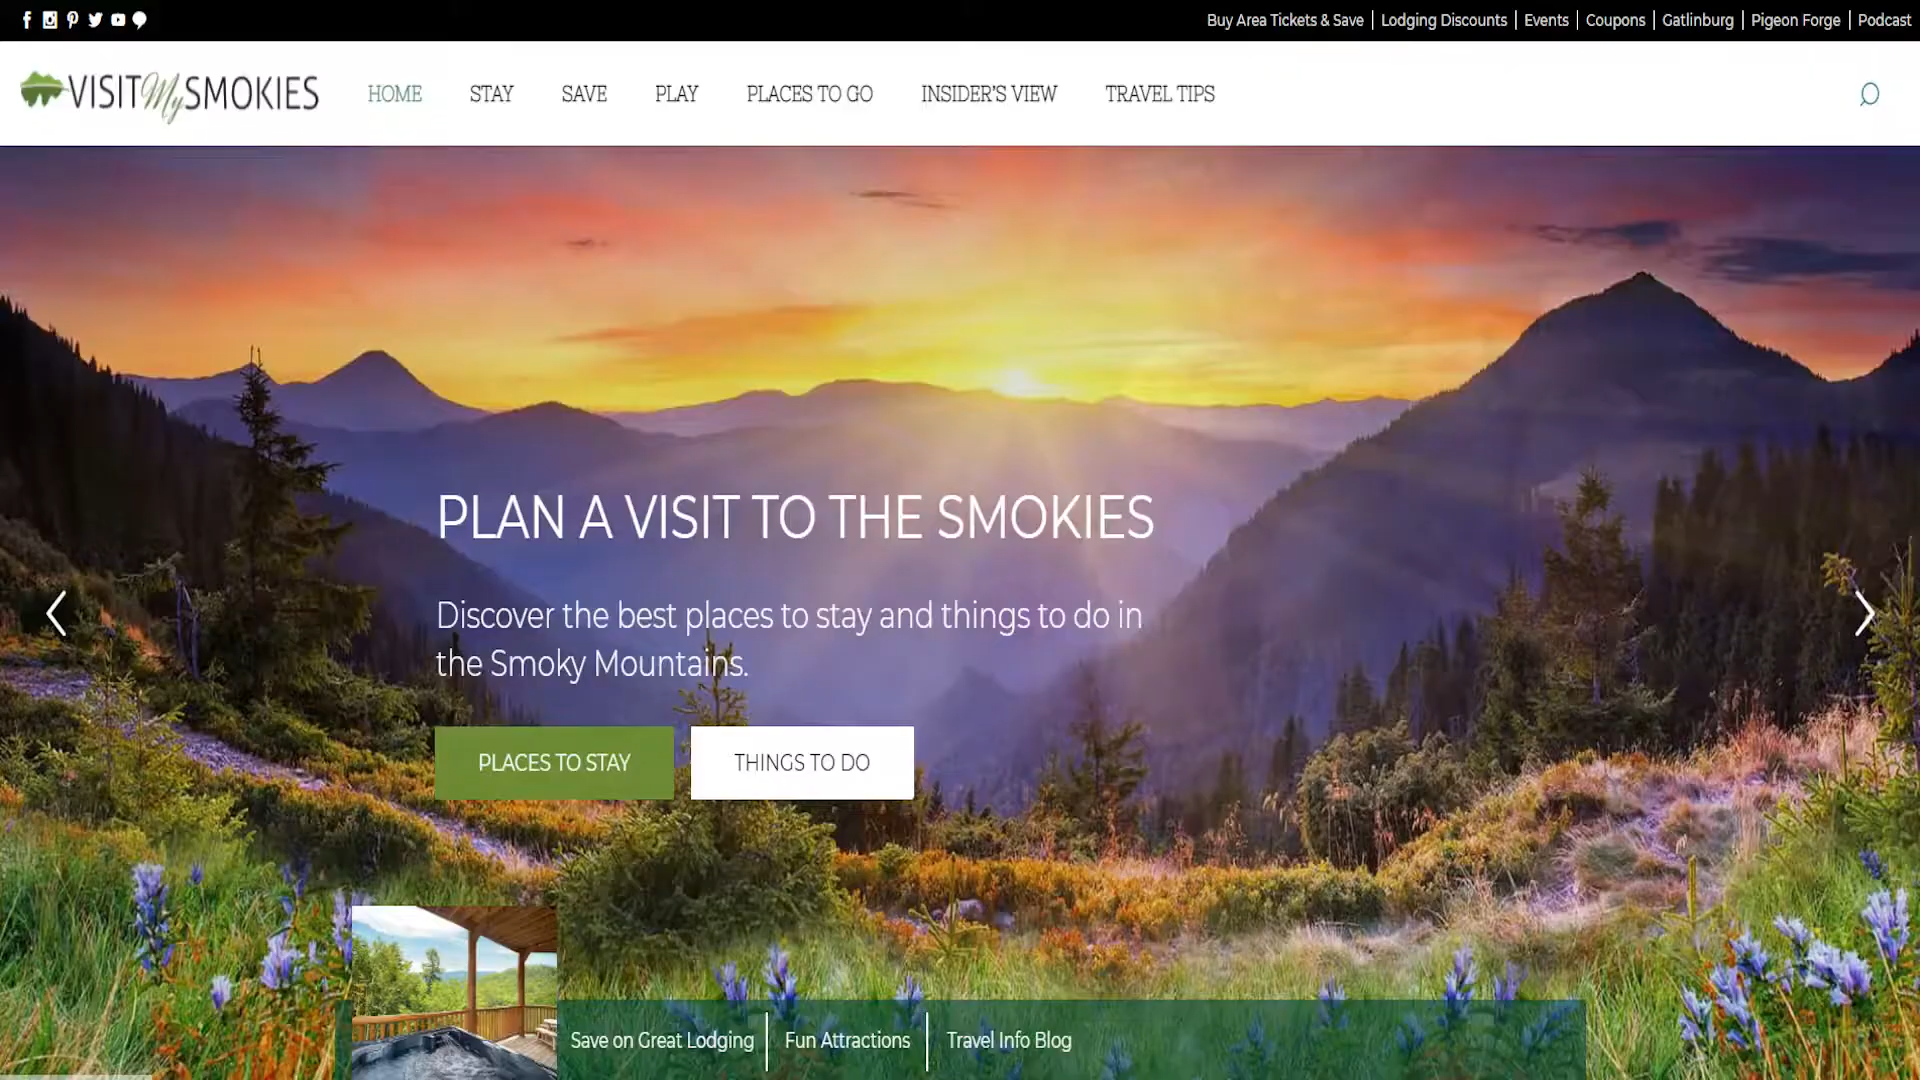 Buy Area Tickets & Save | Lodging Discounts | Events | Coupons | Gatlinburg | Pigeon Forge | Podcast
VISIT My SMOKIES
HOME STAY SAVE PLAY PLACES TO GO INSIDER'S VIEW TRAVEL TIPS
PLAN A VISIT TO THE SMOKIES
Discover the best places to stay and things to do in
the Smoky Mountains.
PLACES TO STAY THINGS TO DO
Save on Great Lodging | Fun Attractions | Travel Info Blog